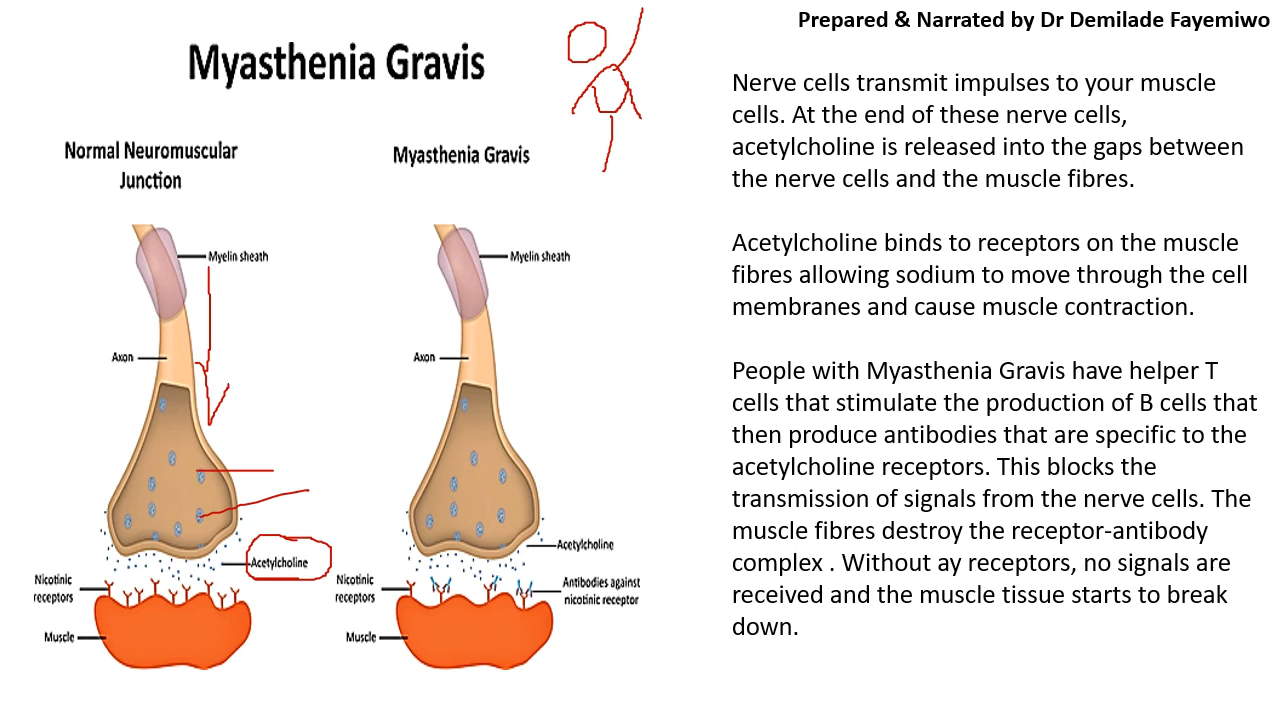 Prepared & Narrated by Dr Demilade Fayemiwo
Myasthenia Gravis
Normal Neuromuscular
Junction
Myelin sheath
Axon
Acetylcholine
Nicotinic
receptors
Muscle
Myasthenia Gravis
Myelin sheath
Axon
Acetylcholine
Nicotinic
receptors
Antibodies against
nicotinic receptor
Muscle
Nerve cells transmit impulses to your muscle
cells. At the end of these nerve cells,
acetylcholine is released into the gaps between
the nerve cells and the muscle fibres.
Acetylcholine binds to receptors on the muscle
fibres allowing sodium to move through the cell
membranes and cause muscle contraction.
People with Myasthenia Gravis have helper T
cells that stimulate the production of B cells that
then produce antibodies that are specific to the
acetylcholine receptors. This blocks the
transmission of signals from the nerve cells. The
muscle fibres destroy the receptor-antibody
complex . Without ay receptors, no signals are
received and the muscle tissue starts to break
down.